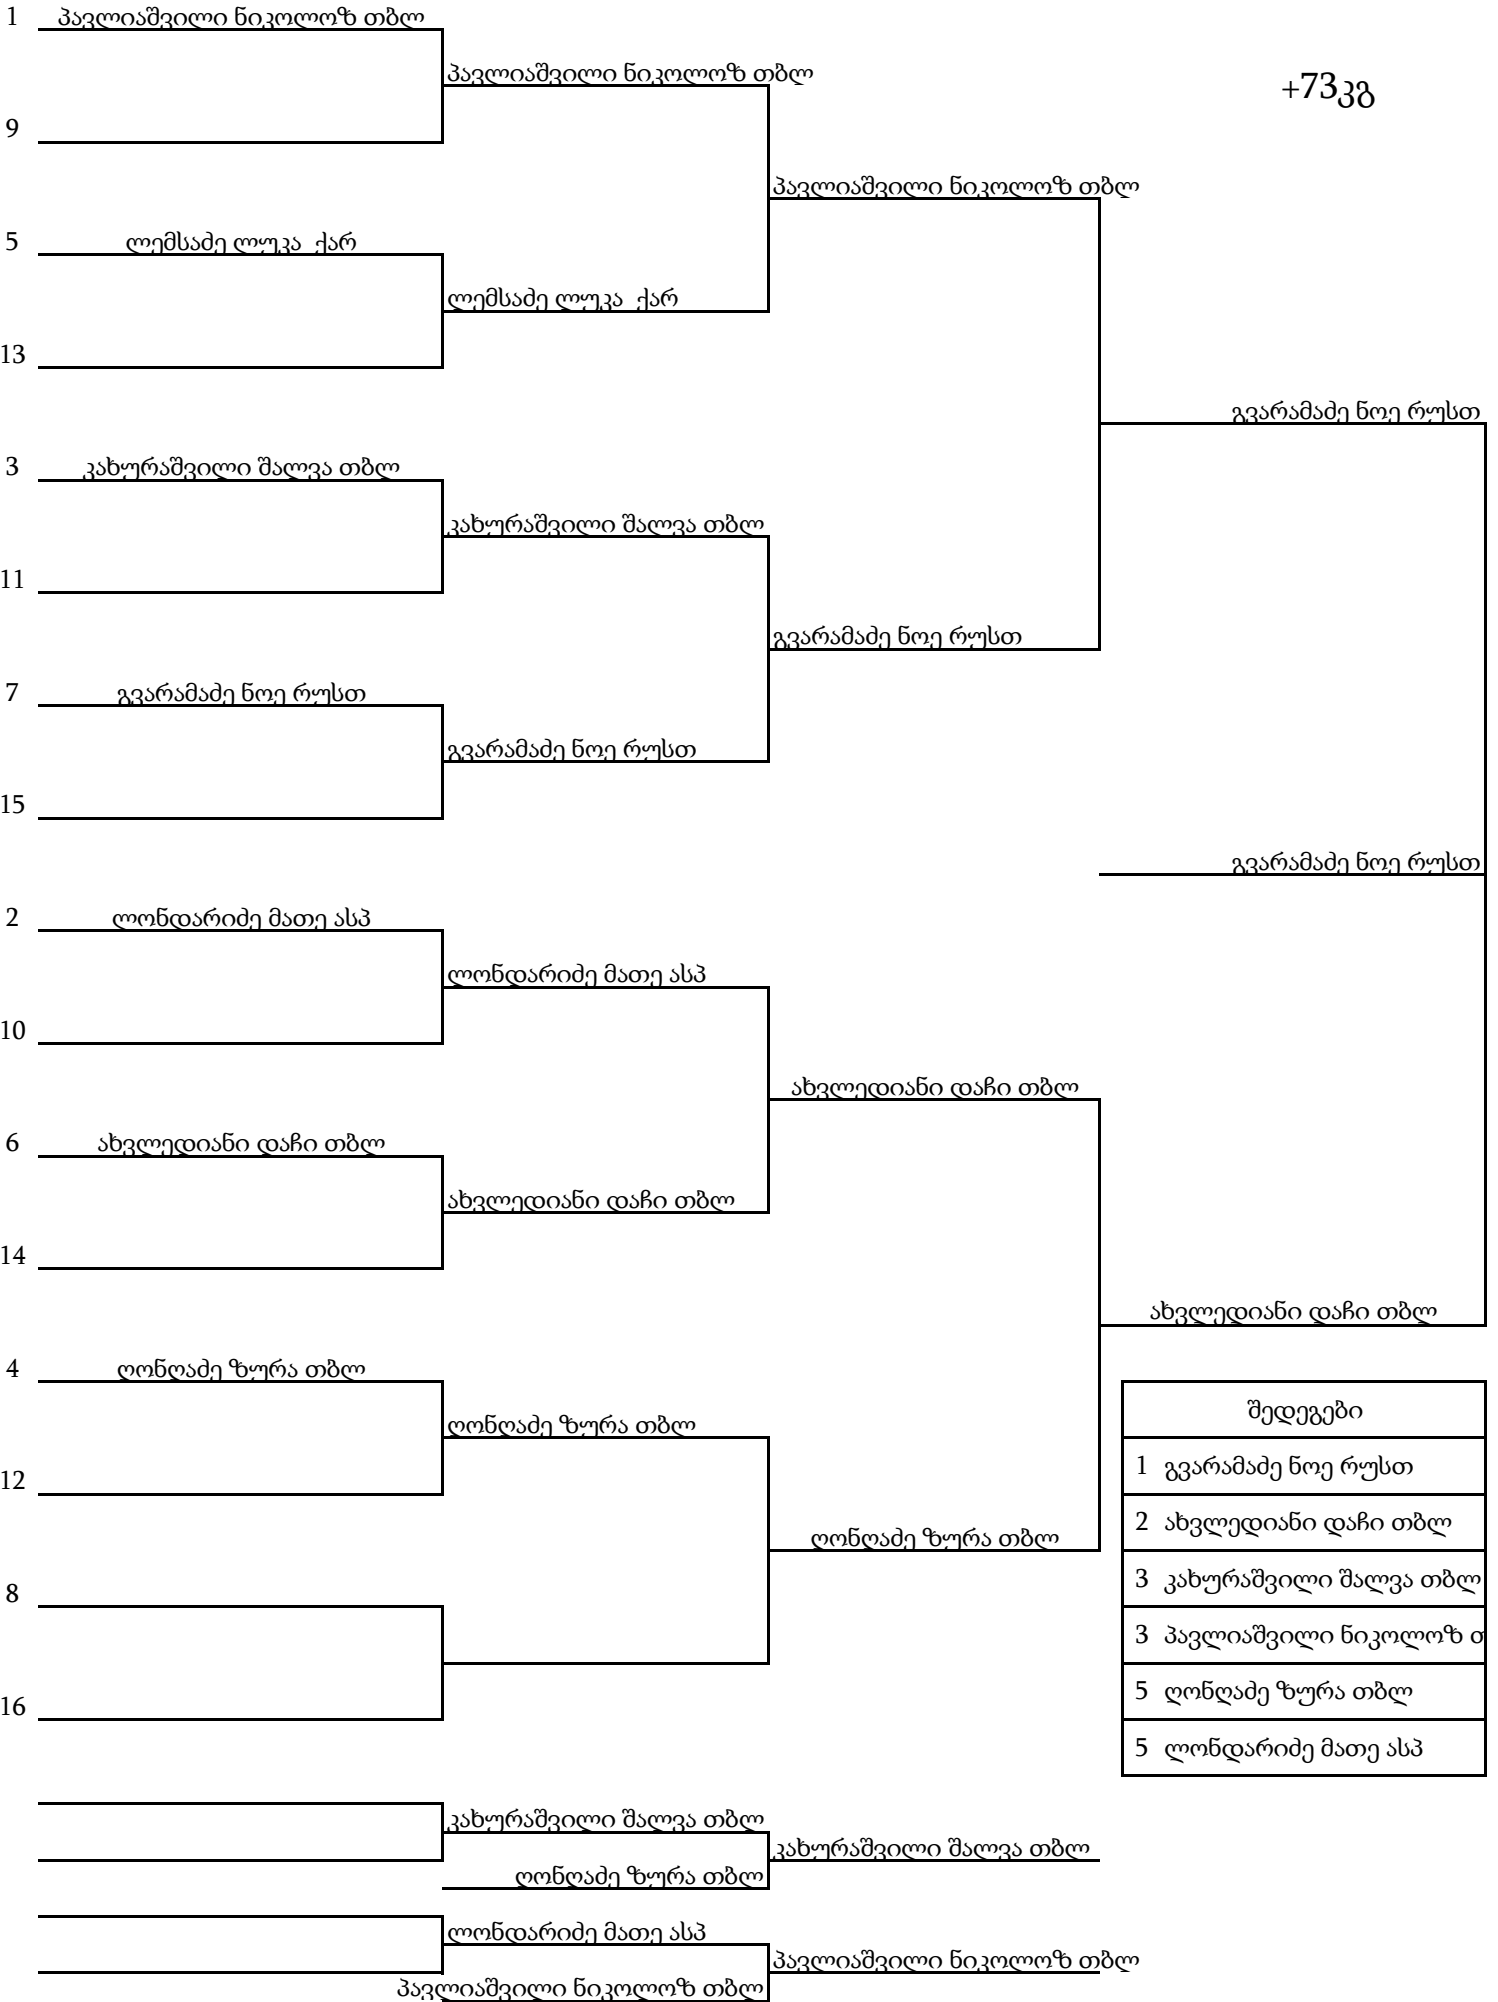 1 პავლიაშვილი ნიკოლოზ თბლ
პავლიაშვილი ნიკოლოზ თბლ
+73კგ
9
პავლიაშვილი ნიკოლოზ თბლ
5 ლემსაძე ლუკა ქარ
ლემსაძე ლუკა ქარ
13
გვარამაძე ნოე რუსთ
3 კახურაშვილი შალვა თბლ
კახურაშვილი შალვა თბლ
11
გვარამაძე ნოე რუსთ
7 გვარამაძე ნოე რუსთ
გვარამაძე ნოე რუსთ
15
გვარამაძე ნოე რუსთ
2 ლონდარიძე მათე ასპ
ლონდარიძე მათე ასპ
10
ახვლედიანი დაჩი თბლ
6 ახვლედიანი დაჩი თბლ
ახვლედიანი დაჩი თბლ
14
ახვლედიანი დაჩი თბლ
4 ღონღაძე ზურა თბლ
ღონღაძე ზურა თბლ
12
ღონღაძე ზურა თბლ
8
16
შედეგები
1 გვარამაძე ნოე რუსთ
2 ახვლედიანი დაჩი თბლ
3 კახურაშვილი შალვა თბლ
3 პავლიაშვილი ნიკოლოზ
5 ღონღაძე ზურა თბლ
5 ლონდარიძე მათე ასპ
კახურაშვილი შალვა თბლ
კახურაშვილი შალვა თბლ
ღონღაძე ზურა თბლ
ლონდარიძე მათე ასპ
პავლიაშვილი ნიკოლოზ თბლ
პავლიაშვილი ნიკოლოზ თბლ